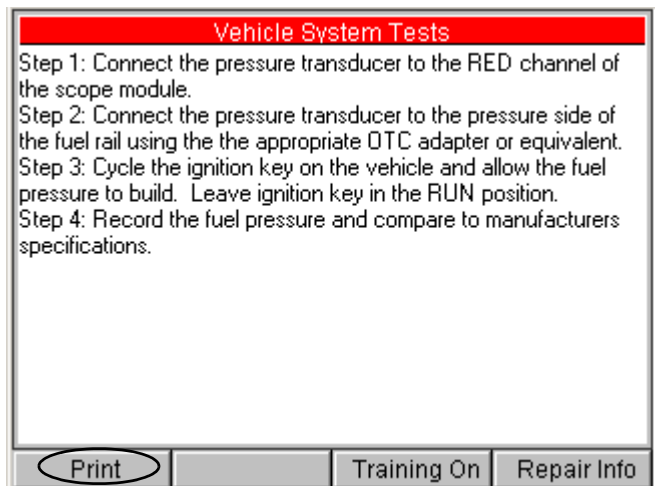 Vehicle System Tests
Step 1: Connect the pressure transducer to the RED channel of
the scope module.
Step 2: Connect the pressure transducer to the pressure side of
the fuel rail using the the appropriate OTC adapter or equivalent.
Step 3: Cycle the ignition key on the vehicle and allow the fuel
pressure to build.  Leave ignition key in the RUN position.
Step 4: Record the fuel pressure and compare to manufacturers
specifications.
Print
Training On
Repair Info